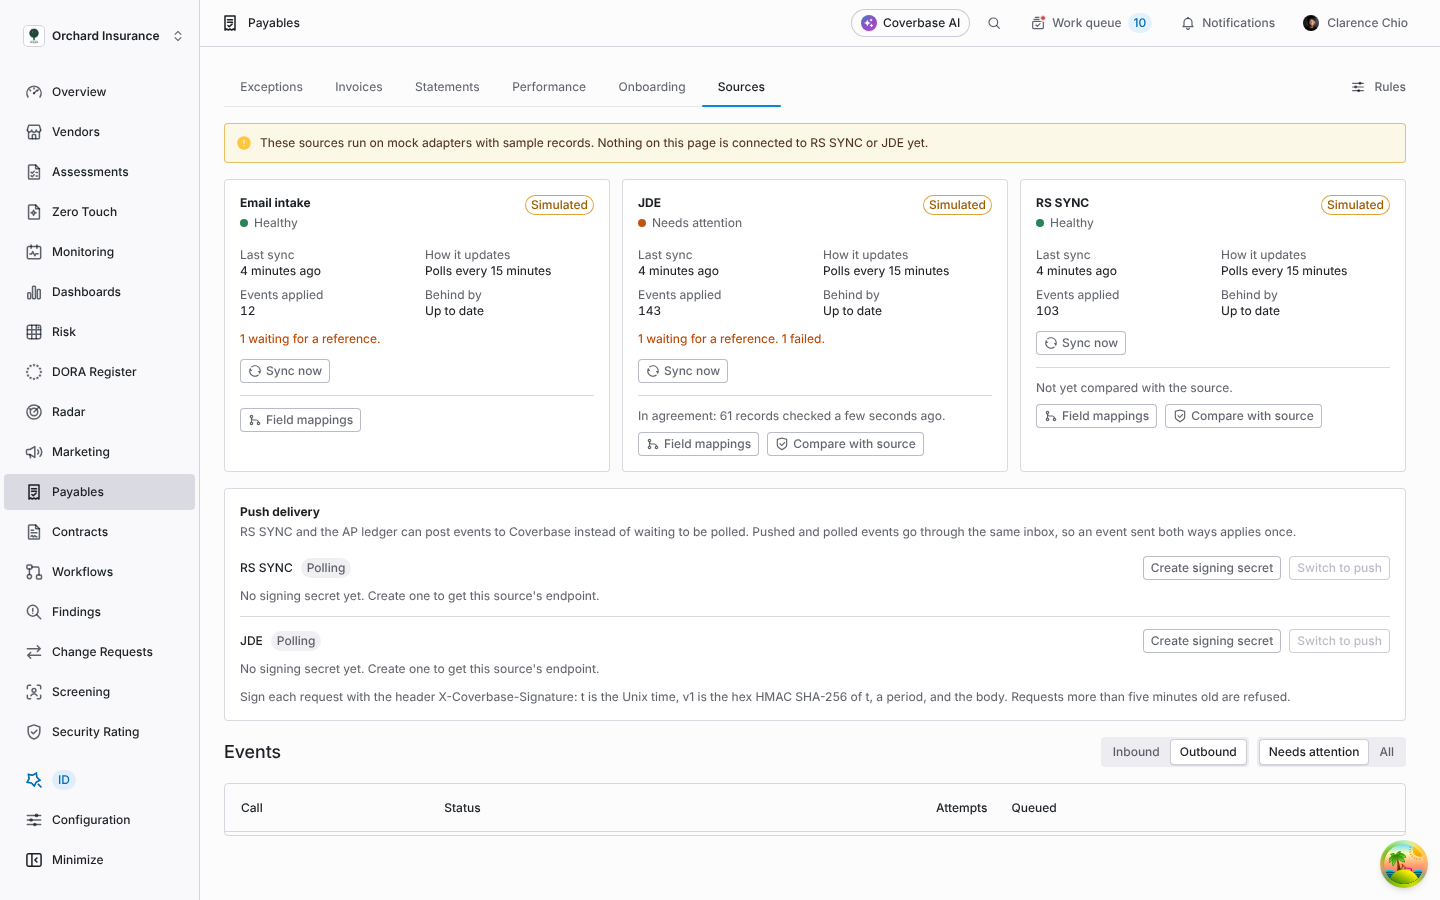 Orchard Insurance
Payables
Coverbase AI
Work queue 10
Notifications
Clarence Chio
Overview
Vendors
Assessments
Zero Touch
Monitoring
Dashboards
Risk
DORA Register
Radar
Marketing
Payables
Contracts
Workflows
Findings
Change Requests
Screening
Security Rating
ID
Configuration
Minimize
Exceptions Invoices Statements Performance Onboarding Sources
Rules
These sources run on mock adapters with sample records. Nothing on this page is connected to RS SYNC or JDE yet.
Email intake
Simulated
Healthy
Last sync
4 minutes ago
How it updates
Polls every 15 minutes
Events applied
12
Behind by
Up to date
1 waiting for a reference.
Sync now
Field mappings
JDE
Simulated
Needs attention
Last sync
4 minutes ago
How it updates
Polls every 15 minutes
Events applied
143
Behind by
Up to date
1 waiting for a reference. 1 failed.
Sync now
In agreement: 61 records checked a few seconds ago.
Field mappings
Compare with source
RS SYNC
Simulated
Healthy
Last sync
4 minutes ago
How it updates
Polls every 15 minutes
Events applied
103
Behind by
Up to date
Sync now
Not yet compared with the source.
Field mappings
Compare with source
Push delivery
RS SYNC and the AP ledger can post events to Coverbase instead of waiting to be polled. Pushed and polled events go through the same inbox, so an event sent both ways applies once.
RS SYNC Polling
Create signing secret
Switch to push
No signing secret yet. Create one to get this source's endpoint.
JDE Polling
Create signing secret
Switch to push
No signing secret yet. Create one to get this source's endpoint.
Sign each request with the header X-Coverbase-Signature: t is the Unix time, v1 is the hex HMAC SHA-256 of t, a period, and the body. Requests more than five minutes old are refused.
Events
Inbound Outbound
Needs attention All
Call Status Attempts Queued